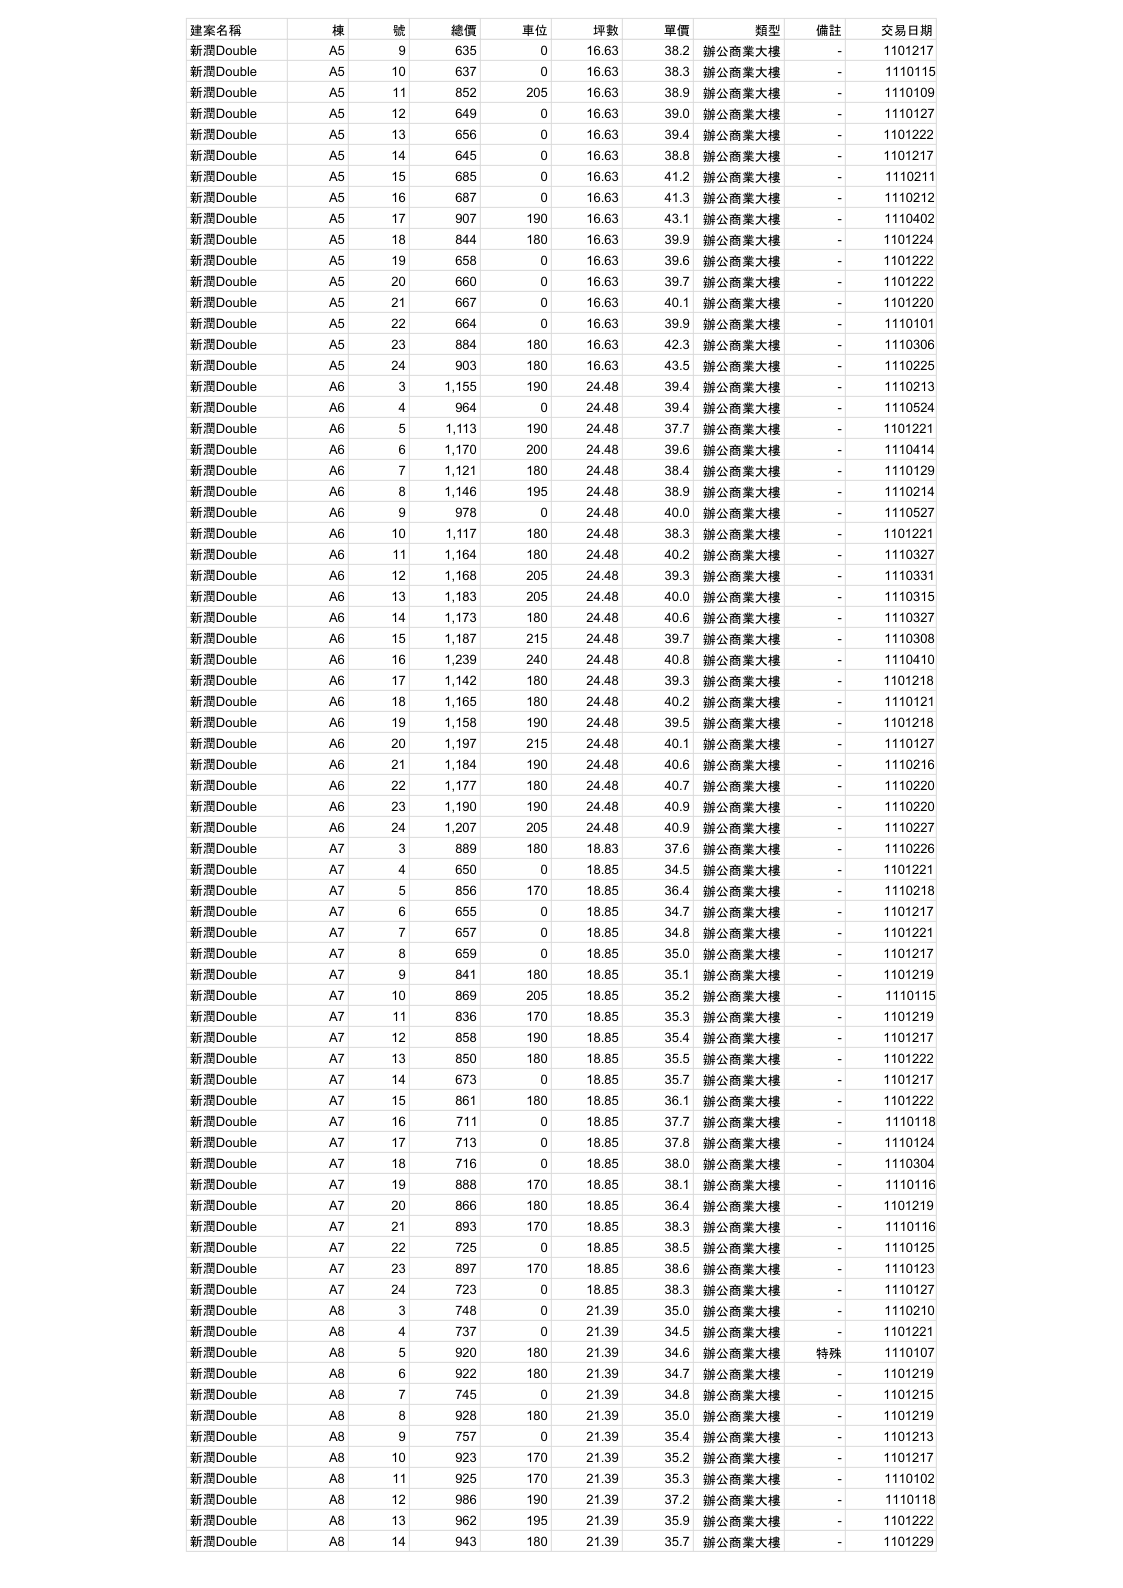 建案名稱 棟 號 總價 車位 坪數 單價 類型 備註 交易日期
新潤Double A5 9 635 0 16.63 38.2 辦公商業大樓 - 1101217
新潤Double A5 10 637 0 16.63 38.3 辦公商業大樓 - 1110115
新潤Double A5 11 852 205 16.63 38.9 辦公商業大樓 - 1110109
新潤Double A5 12 649 0 16.63 39.0 辦公商業大樓 - 1110127
新潤Double A5 13 656 0 16.63 39.4 辦公商業大樓 - 1101222
新潤Double A5 14 645 0 16.63 38.8 辦公商業大樓 - 1101217
新潤Double A5 15 685 0 16.63 41.2 辦公商業大樓 - 1110211
新潤Double A5 16 687 0 16.63 41.3 辦公商業大樓 - 1110212
新潤Double A5 17 907 190 16.63 43.1 辦公商業大樓 - 1110402
新潤Double A5 18 844 180 16.63 39.9 辦公商業大樓 - 1101224
新潤Double A5 19 658 0 16.63 39.6 辦公商業大樓 - 1101222
新潤Double A5 20 660 0 16.63 39.7 辦公商業大樓 - 1101222
新潤Double A5 21 667 0 16.63 40.1 辦公商業大樓 - 1101220
新潤Double A5 22 664 0 16.63 39.9 辦公商業大樓 - 1110101
新潤Double A5 23 884 180 16.63 42.3 辦公商業大樓 - 1110306
新潤Double A5 24 903 180 16.63 43.5 辦公商業大樓 - 1110225
新潤Double A6 3 1,155 190 24.48 39.4 辦公商業大樓 - 1110213
新潤Double A6 4 964 0 24.48 39.4 辦公商業大樓 - 1110524
新潤Double A6 5 1,113 190 24.48 37.7 辦公商業大樓 - 1101221
新潤Double A6 6 1,170 200 24.48 39.6 辦公商業大樓 - 1110414
新潤Double A6 7 1,121 180 24.48 38.4 辦公商業大樓 - 1110129
新潤Double A6 8 1,146 195 24.48 38.9 辦公商業大樓 - 1110214
新潤Double A6 9 978 0 24.48 40.0 辦公商業大樓 - 1110527
新潤Double A6 10 1,117 180 24.48 38.3 辦公商業大樓 - 1101221
新潤Double A6 11 1,164 180 24.48 40.2 辦公商業大樓 - 1110327
新潤Double A6 12 1,168 205 24.48 39.3 辦公商業大樓 - 1110331
新潤Double A6 13 1,183 205 24.48 40.0 辦公商業大樓 - 1110315
新潤Double A6 14 1,173 180 24.48 40.6 辦公商業大樓 - 1110327
新潤Double A6 15 1,187 215 24.48 39.7 辦公商業大樓 - 1110308
新潤Double A6 16 1,239 240 24.48 40.8 辦公商業大樓 - 1110410
新潤Double A6 17 1,142 180 24.48 39.3 辦公商業大樓 - 1101218
新潤Double A6 18 1,165 180 24.48 40.2 辦公商業大樓 - 1110121
新潤Double A6 19 1,158 190 24.48 39.5 辦公商業大樓 - 1101218
新潤Double A6 20 1,197 215 24.48 40.1 辦公商業大樓 - 1110127
新潤Double A6 21 1,184 190 24.48 40.6 辦公商業大樓 - 1110216
新潤Double A6 22 1,177 180 24.48 40.7 辦公商業大樓 - 1110220
新潤Double A6 23 1,190 190 24.48 40.9 辦公商業大樓 - 1110220
新潤Double A6 24 1,207 205 24.48 40.9 辦公商業大樓 - 1110227
新潤Double A7 3 889 180 18.83 37.6 辦公商業大樓 - 1110226
新潤Double A7 4 650 0 18.85 34.5 辦公商業大樓 - 1101221
新潤Double A7 5 856 170 18.85 36.4 辦公商業大樓 - 1110218
新潤Double A7 6 655 0 18.85 34.7 辦公商業大樓 - 1101217
新潤Double A7 7 657 0 18.85 34.8 辦公商業大樓 - 1101221
新潤Double A7 8 659 0 18.85 35.0 辦公商業大樓 - 1101217
新潤Double A7 9 841 180 18.85 35.1 辦公商業大樓 - 1101219
新潤Double A7 10 869 205 18.85 35.2 辦公商業大樓 - 1110115
新潤Double A7 11 836 170 18.85 35.3 辦公商業大樓 - 1101219
新潤Double A7 12 858 190 18.85 35.4 辦公商業大樓 - 1101217
新潤Double A7 13 850 180 18.85 35.5 辦公商業大樓 - 1101222
新潤Double A7 14 673 0 18.85 35.7 辦公商業大樓 - 1101217
新潤Double A7 15 861 180 18.85 36.1 辦公商業大樓 - 1101222
新潤Double A7 16 711 0 18.85 37.7 辦公商業大樓 - 1110118
新潤Double A7 17 713 0 18.85 37.8 辦公商業大樓 - 1110124
新潤Double A7 18 716 0 18.85 38.0 辦公商業大樓 - 1110304
新潤Double A7 19 888 170 18.85 38.1 辦公商業大樓 - 1110116
新潤Double A7 20 866 180 18.85 36.4 辦公商業大樓 - 1101219
新潤Double A7 21 893 170 18.85 38.3 辦公商業大樓 - 1110116
新潤Double A7 22 725 0 18.85 38.5 辦公商業大樓 - 1110125
新潤Double A7 23 897 170 18.85 38.6 辦公商業大樓 - 1110123
新潤Double A7 24 723 0 18.85 38.3 辦公商業大樓 - 1110127
新潤Double A8 3 748 0 21.39 35.0 辦公商業大樓 - 1110210
新潤Double A8 4 737 0 21.39 34.5 辦公商業大樓 - 1101221
新潤Double A8 5 920 180 21.39 34.6 辦公商業大樓 特殊 1110107
新潤Double A8 6 922 180 21.39 34.7 辦公商業大樓 - 1101219
新潤Double A8 7 745 0 21.39 34.8 辦公商業大樓 - 1101215
新潤Double A8 8 928 180 21.39 35.0 辦公商業大樓 - 1101219
新潤Double A8 9 757 0 21.39 35.4 辦公商業大樓 - 1101213
新潤Double A8 10 923 170 21.39 35.2 辦公商業大樓 - 1101217
新潤Double A8 11 925 170 21.39 35.3 辦公商業大樓 - 1110102
新潤Double A8 12 986 190 21.39 37.2 辦公商業大樓 - 1110118
新潤Double A8 13 962 195 21.39 35.9 辦公商業大樓 - 1101222
新潤Double A8 14 943 180 21.39 35.7 辦公商業大樓 - 1101229